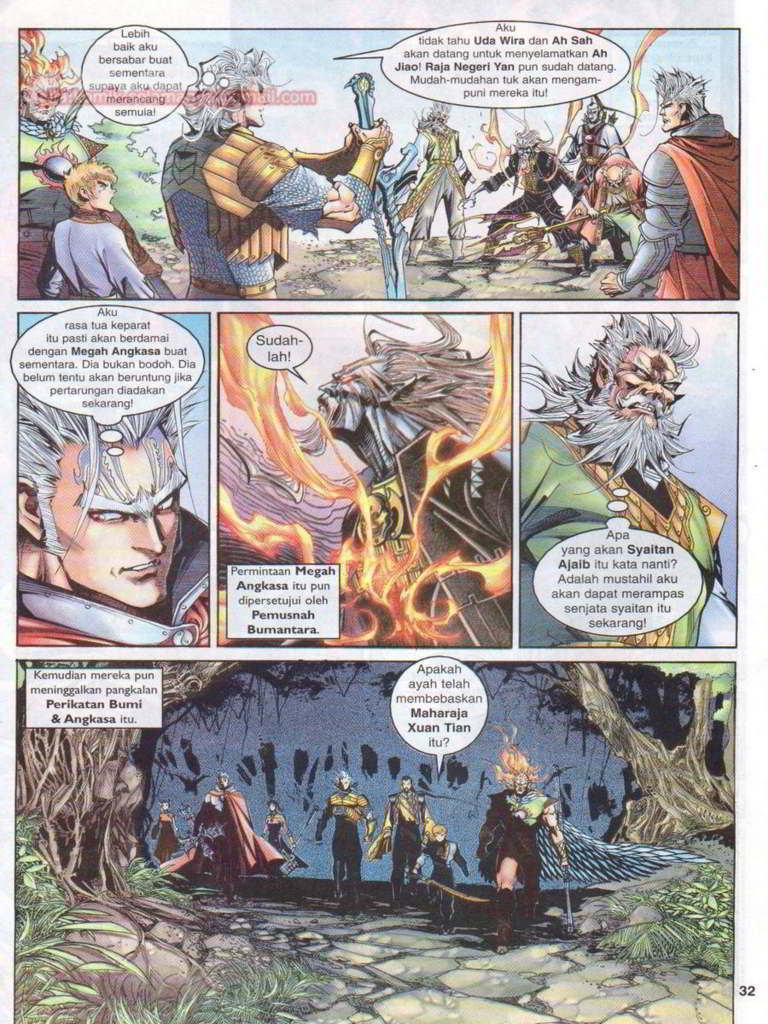 Lebih
baik aku
bersabar buat
sementara
supaya aku dapat
merancang
semula!
Aku
tidak tahu Uda Wira dan Ah Sah
akan datang untuk menyelamatkan Ah
Jiao! Raja Negeri Yan pun sudah datang.
Mudah-mudahan tuk akan mengam-
puni mereka itu!
Aku
rasa tua keparat
itu pasti akan berdamai
dengan Megah Angkasa buat
sementara. Dia bukan bodoh. Dia
belum tentu akan beruntung jika
pertarungan diadakan
sekarang!
Sudah-
lah!
Permintaan Megah
Angkasa itu pun
dipersetujui oleh
Pemusnah
Bumantara.
Apa
yang akan Syaitan
Ajaib itu kata nanti?
Adalah mustahil aku
akan dapat merampas
senjata syaitan itu
sekarang!
Kemudian mereka pun
meninggalkan pangkalan
Perikatan Bumi
& Angkasa itu.
Apakah
ayah telah
membebaskan
Maharaja
Xuan Tian
itu?
32